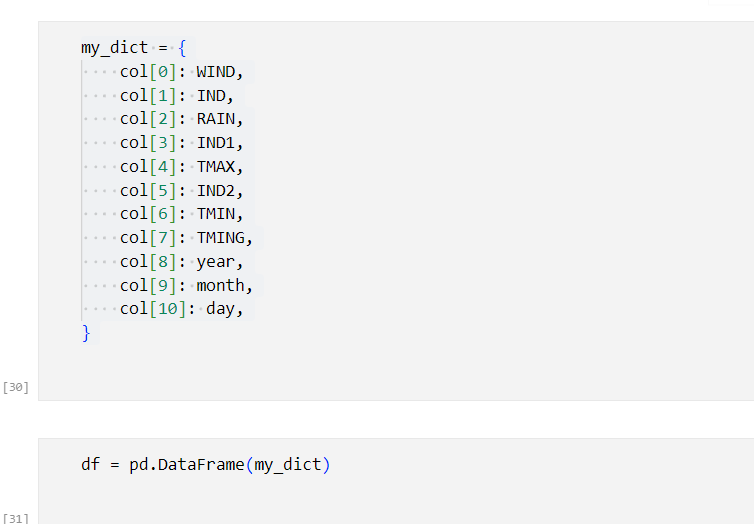 my_dict = {
    col[0]: WIND,
    col[1]: IND,
    col[2]: RAIN,
    col[3]: IND1,
    col[4]: TMAX,
    col[5]: IND2,
    col[6]: TMIN,
    col[7]: TMING,
    col[8]: year,
    col[9]: month,
    col[10]: day,
}
[30]
df = pd.DataFrame(my_dict)
[31]